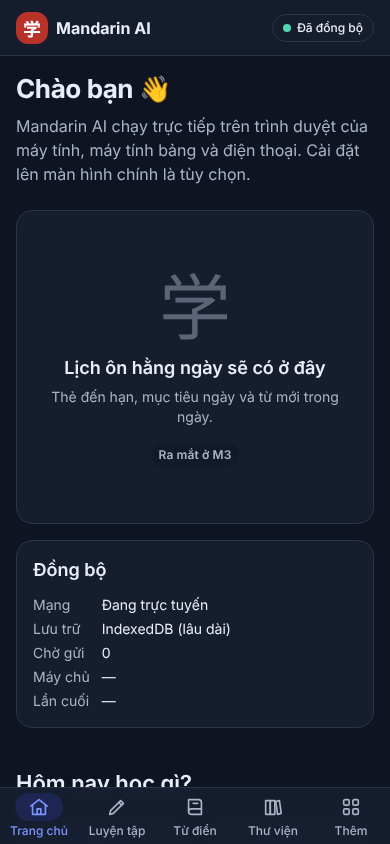 学 Mandarin AI
Đã đồng bộ
Chào bạn 👋
Mandarin AI chạy trực tiếp trên trình duyệt của
máy tính, máy tính bảng và điện thoại. Cài đặt
lên màn hình chính là tùy chọn.
学
Lịch ôn hằng ngày sẽ có ở đây
Thẻ đến hạn, mục tiêu ngày và từ mới trong
ngày.
Ra mắt ở M3
Đồng bộ
Mạng Đang trực tuyến
Lưu trữ IndexedDB (lâu dài)
Chờ gửi 0
Máy chủ —
Lần cuối —
Hôm nay học gì?
Trang chủ Luyện tập Từ điển Thư viện Thêm